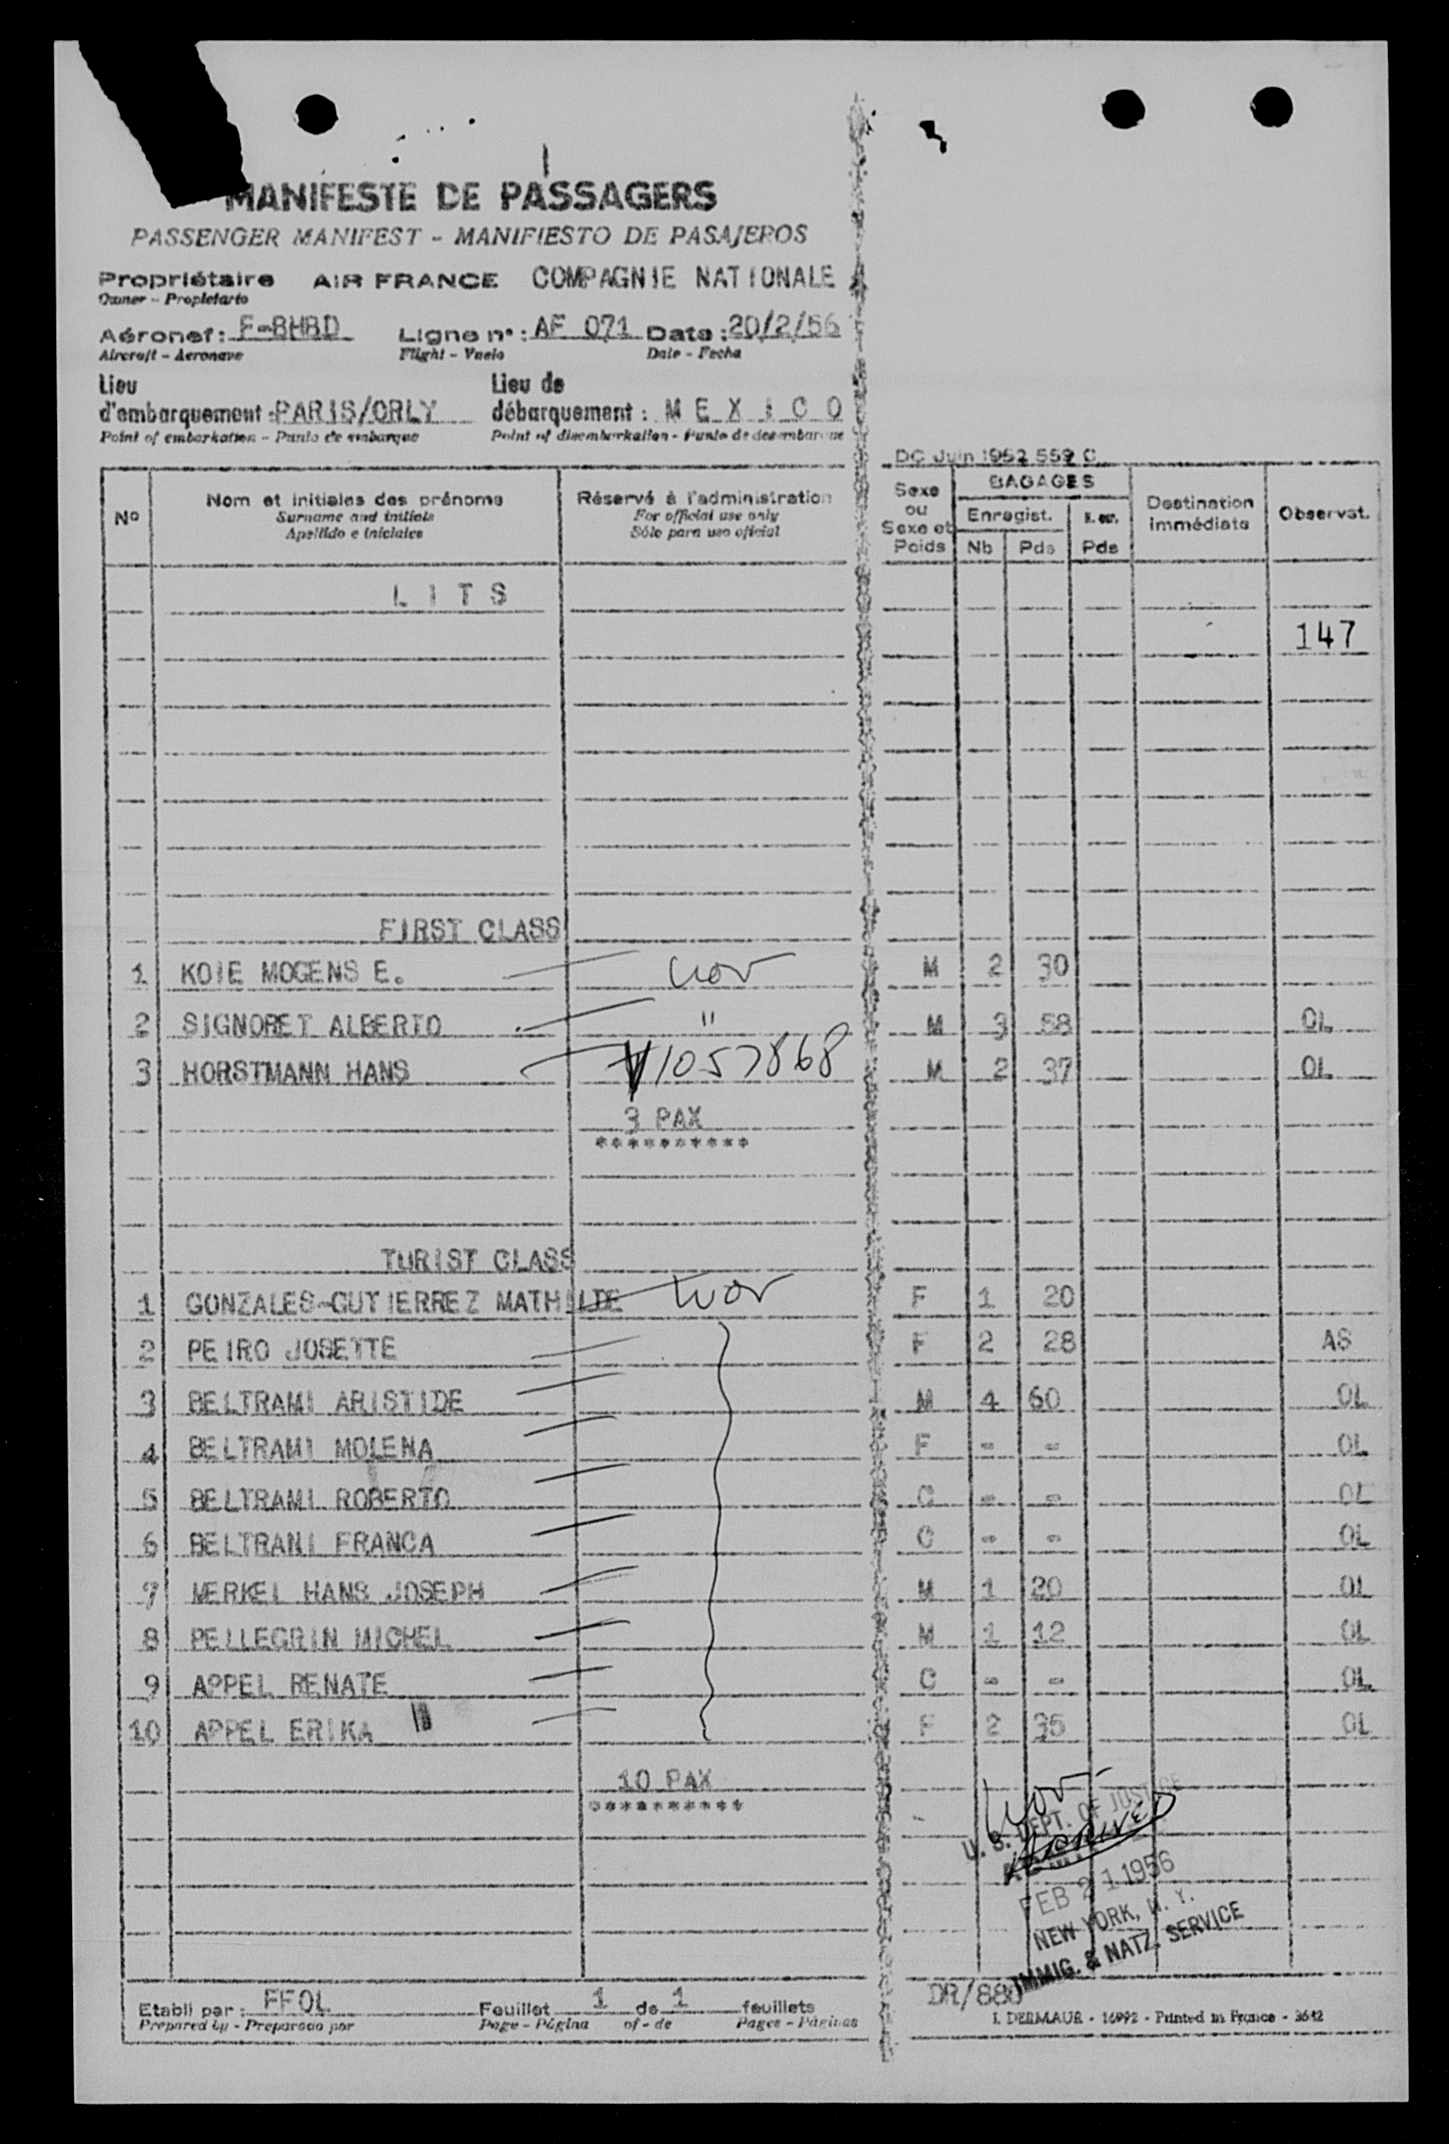 MANIFESTE DE PASSAGERS
PASSENGER MANIFEST - MANIFIESTO DE PASAJEROS
Propriétaire AIR FRANCE COMPAGNIE NATIONALE
Owner - Propietario
Aéronef: F-BHBD Ligne n°: AF 071 Date: 20/2/56
Aircraft - Aeronave Flight - Vuelo Date - Fecha
Lieu d'embarquement: PARIS/ORLY Lieu de débarquement: M E X I C O
Point of embarkation - Punto de embarque Point of disembarkation - Punto de desembarque
DC Juin 1952 559 C
Nº Nom et initiales des prénoms Réservé à l'administration Sexe ou Sexe et Poids BAGAGES Destination immédiate Observat.
Surname and initials For official use only Enregist. N. enr.
Apellido e iniciales Sólo para uso oficial Nb Pds Pds
L I T S
147
FIRST CLASS
1 KOIE MOGENS E. M 2 30
2 SIGNORET ALBERTO " M 3 58 OL
3 HORSTMANN HANS V1057868 M 2 37 OL
3 PAX
**********
TURIST CLASS
1 GONZALES-GUTIERREZ MATHILDE F 1 20
2 PEIRO JOSETTE F 2 28 AS
3 BELTRAMI ARISTIDE M 4 60 OL
4 BELTRAMI MOLENA F - - OL
5 BELTRAMI ROBERTO C - - OL
6 BELTRANI FRANCA C - - OL
7 MERKEL HANS JOSEPH M 1 20 OL
8 PELLEGRIN MICHEL M 1 12 OL
9 APPEL RENATE C - - OL
10 APPEL ERIKA F 2 35 OL
10 PAX
**********
U. S. DEPT. OF JUSTICE
FEB 21 1956
NEW YORK, N. Y.
IMMIG. & NATZ. SERVICE
Etabli par: FFOL Feuillet 1 de 1 feuillets DR/880
Prepared by - Preparado por Page - Página of - de Pages - Páginas I. DERMAUR - 16992 - Printed in France - 3642